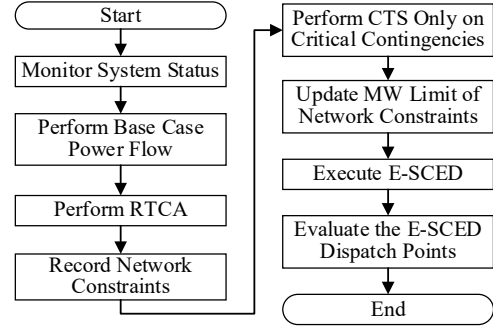 Start
Monitor System Status
Perform Base Case
Power Flow
Perform RTCA
Record Network
Constraints
Perform CTS Only on
Critical Contingencies
Update MW Limit of
Network Constraints
Execute E-SCED
Evaluate the E-SCED
Dispatch Points
End